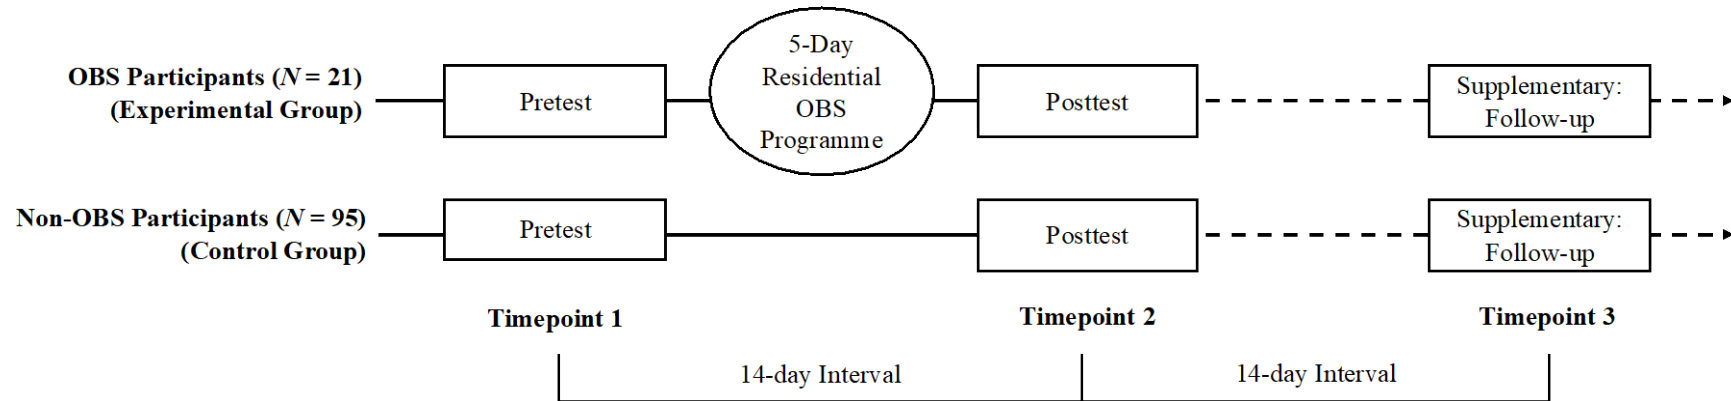 OBS Participants (N = 21)
(Experimental Group)
Pretest
5-Day
Residential
OBS
Programme
Posttest
Supplementary:
Follow-up
Non-OBS Participants (N = 95)
(Control Group)
Pretest
Posttest
Supplementary:
Follow-up
Timepoint 1
Timepoint 2
Timepoint 3
14-day Interval
14-day Interval